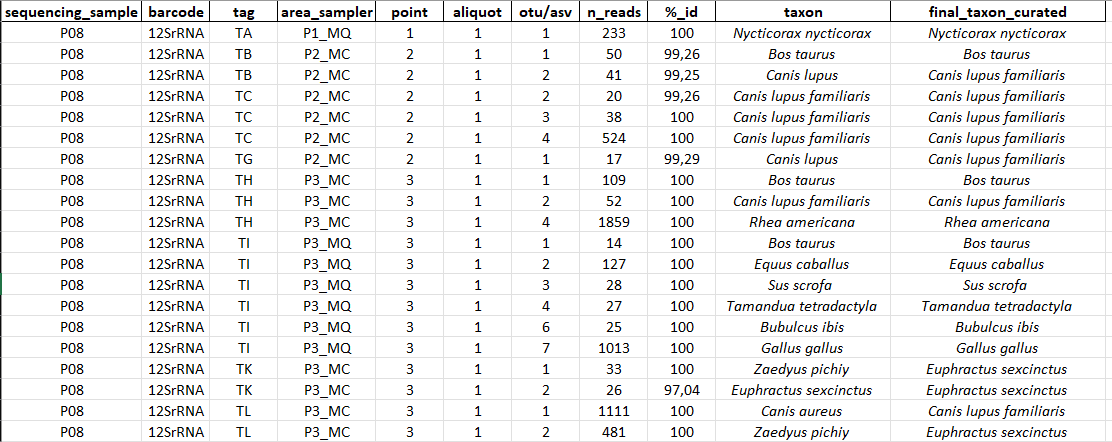 sequencing_sample barcode tag area_sampler point aliquot otu/asv n_reads %_id taxon final_taxon_curated
P08 12SrRNA TA P1_MQ 1 1 1 233 100 Nycticorax nycticorax Nycticorax nycticorax
P08 12SrRNA TB P2_MC 2 1 1 50 99,26 Bos taurus Bos taurus
P08 12SrRNA TB P2_MC 2 1 2 41 99,25 Canis lupus Canis lupus familiaris
P08 12SrRNA TC P2_MC 2 1 2 20 99,26 Canis lupus familiaris Canis lupus familiaris
P08 12SrRNA TC P2_MC 2 1 3 38 100 Canis lupus familiaris Canis lupus familiaris
P08 12SrRNA TC P2_MC 2 1 4 524 100 Canis lupus familiaris Canis lupus familiaris
P08 12SrRNA TG P2_MC 2 1 1 17 99,29 Canis lupus Canis lupus familiaris
P08 12SrRNA TH P3_MC 3 1 1 109 100 Bos taurus Bos taurus
P08 12SrRNA TH P3_MC 3 1 2 52 100 Canis lupus familiaris Canis lupus familiaris
P08 12SrRNA TH P3_MC 3 1 4 1859 100 Rhea americana Rhea americana
P08 12SrRNA TI P3_MQ 3 1 1 14 100 Bos taurus Bos taurus
P08 12SrRNA TI P3_MQ 3 1 2 127 100 Equus caballus Equus caballus
P08 12SrRNA TI P3_MQ 3 1 3 28 100 Sus scrofa Sus scrofa
P08 12SrRNA TI P3_MQ 3 1 4 27 100 Tamandua tetradactyla Tamandua tetradactyla
P08 12SrRNA TI P3_MQ 3 1 6 25 100 Bubulcus ibis Bubulcus ibis
P08 12SrRNA TI P3_MQ 3 1 7 1013 100 Gallus gallus Gallus gallus
P08 12SrRNA TK P3_MC 3 1 1 33 100 Zaedyus pichiy Euphractus sexcinctus
P08 12SrRNA TK P3_MC 3 1 2 26 97,04 Euphractus sexcinctus Euphractus sexcinctus
P08 12SrRNA TL P3_MC 3 1 1 1111 100 Canis aureus Canis lupus familiaris
P08 12SrRNA TL P3_MC 3 1 2 481 100 Zaedyus pichiy Euphractus sexcinctus